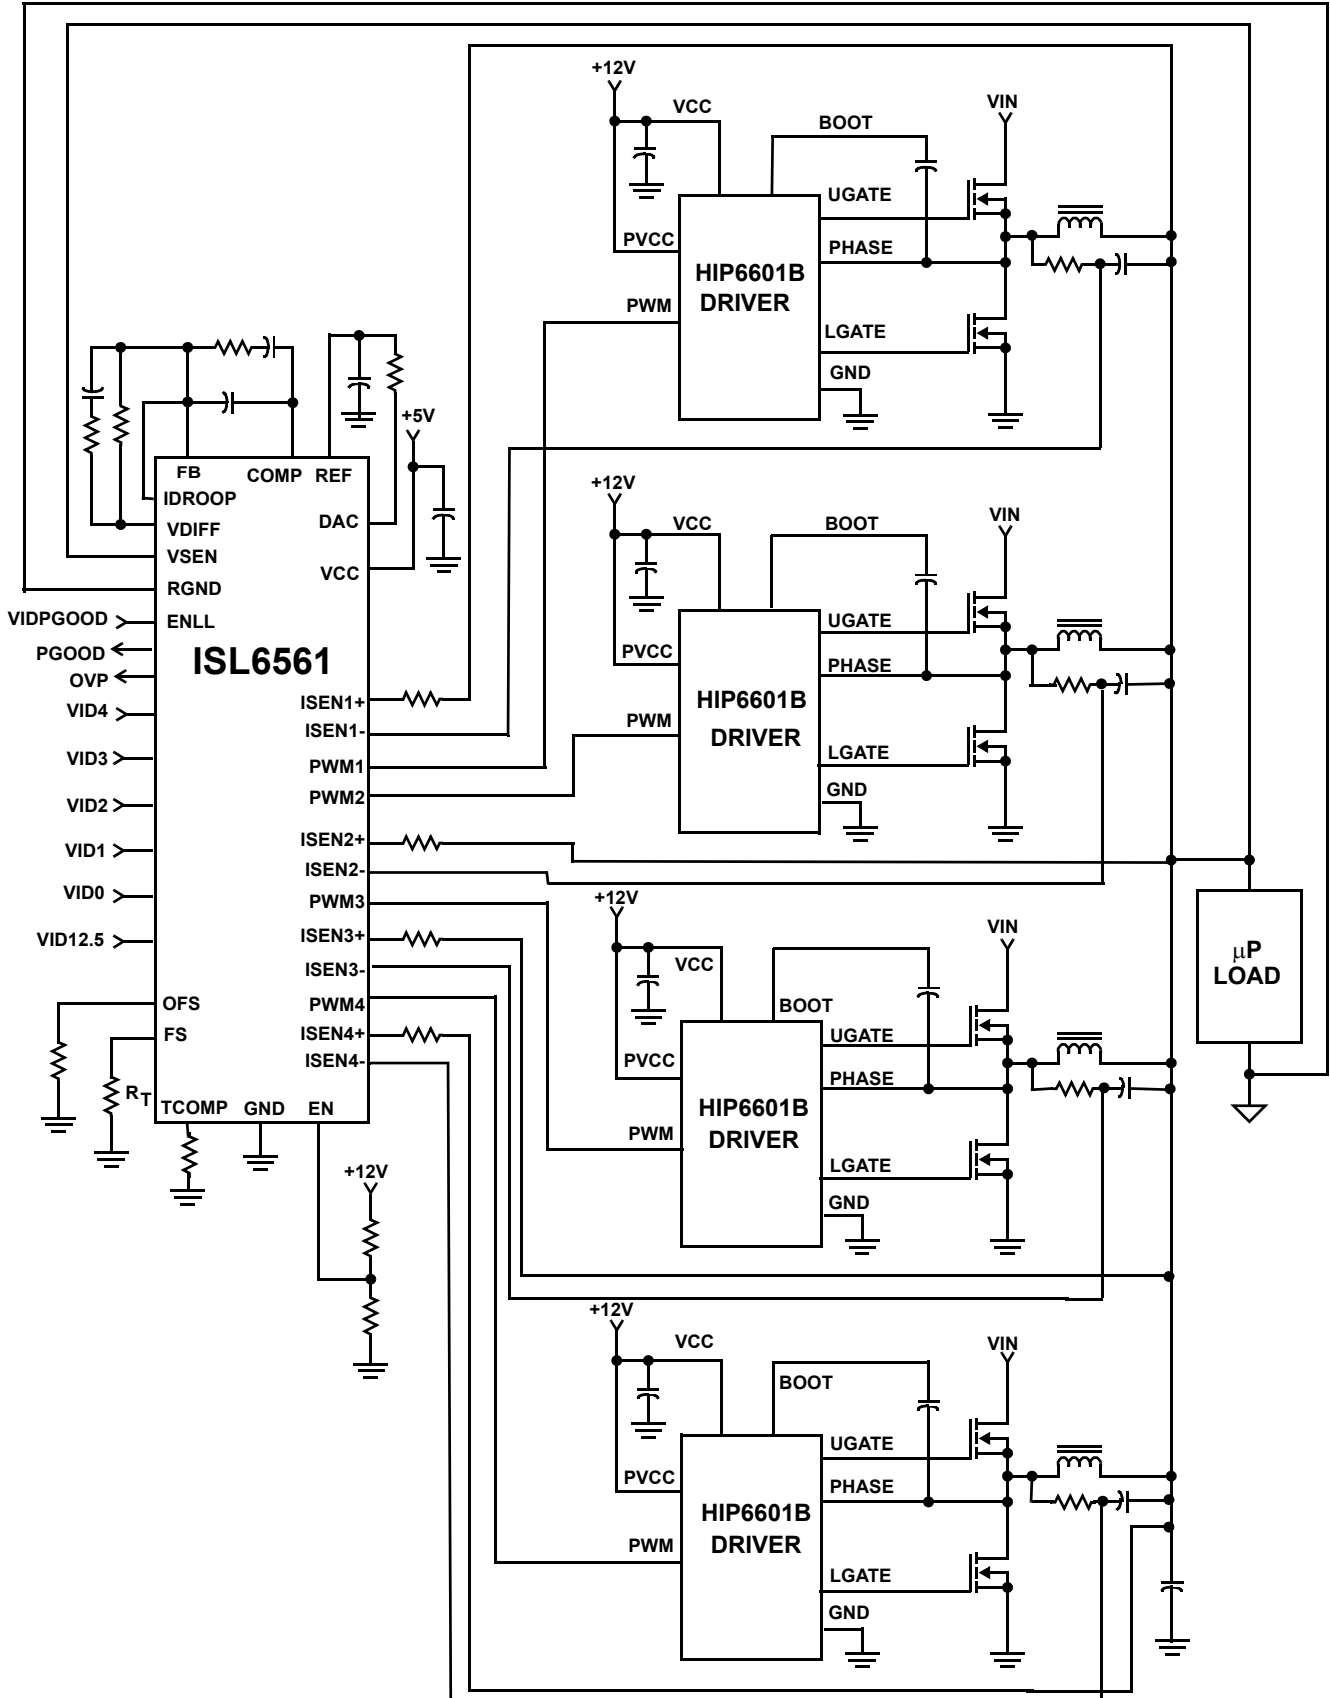 +12V
VCC
BOOT
VIN
UGATE
PVCC
PHASE
HIP6601B
DRIVER
PWM
LGATE
GND
+5V
FB
COMP
REF
IDROOP
DAC
VDIFF
VSEN
VCC
RGND
VIDPGOOD
ENLL
PGOOD
OVP
ISL6561
VID4
ISEN1+
ISEN1-
VID3
PWM1
PWM2
VID2
ISEN2+
VID1
ISEN2-
VID0
PWM3
ISEN3+
VID12.5
ISEN3-
OFS
PWM4
FS
ISEN4+
ISEN4-
RT
TCOMP
GND
EN
+12V
+12V
VCC
BOOT
VIN
UGATE
PVCC
PHASE
HIP6601B
DRIVER
PWM
LGATE
GND
+12V
VCC
BOOT
VIN
UGATE
PVCC
PHASE
HIP6601B
DRIVER
PWM
LGATE
GND
μP
LOAD
+12V
VCC
BOOT
VIN
UGATE
PVCC
PHASE
HIP6601B
DRIVER
PWM
LGATE
GND